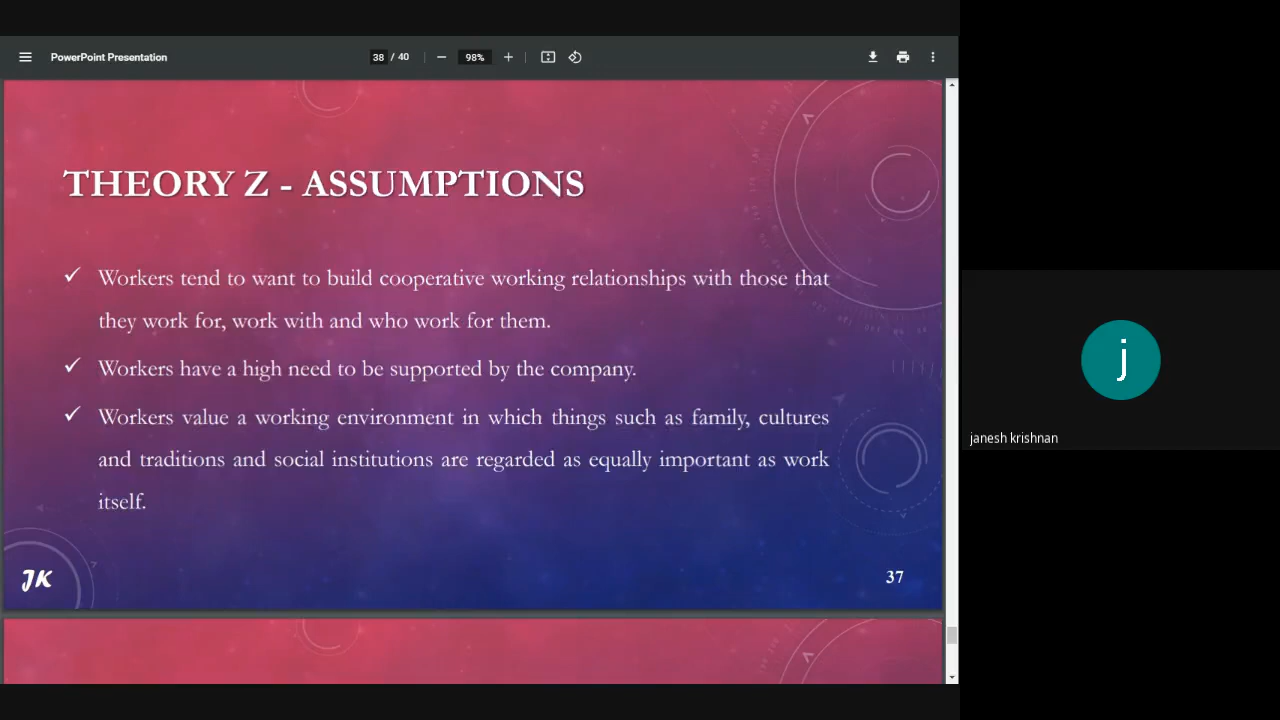 PowerPoint Presentation
38 / 40
98%
THEORY Z - ASSUMPTIONS
✓ Workers tend to want to build cooperative working relationships with those that
they work for, work with and who work for them.
✓ Workers have a high need to be supported by the company.
✓ Workers value a working environment in which things such as family, cultures
and traditions and social institutions are regarded as equally important as work
itself.
JK
37
j
janesh krishnan